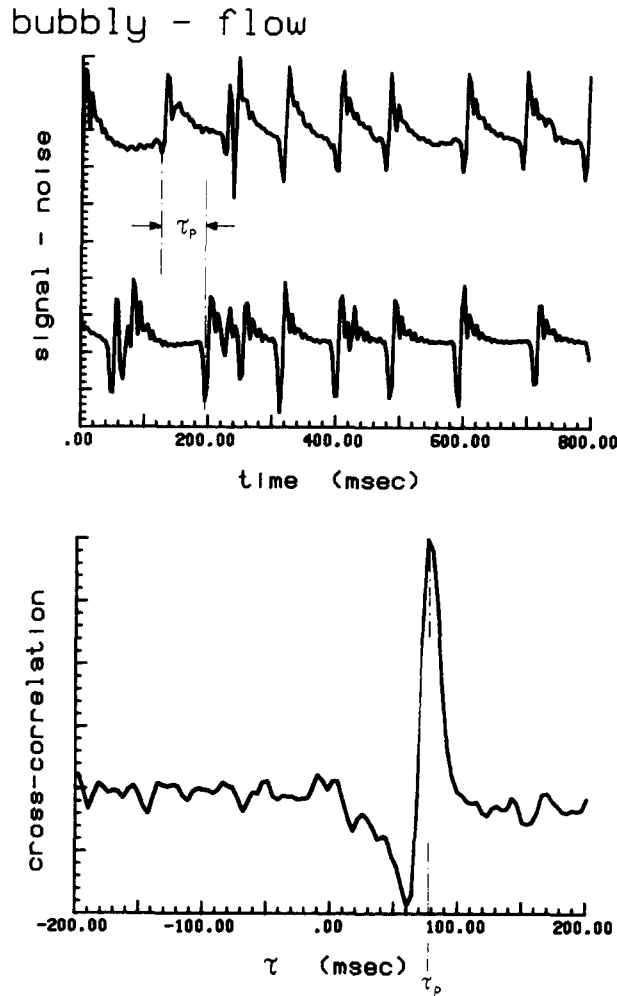 bubbly - flow
signal - noise
τp
.00 200.00 400.00 600.00 800.00
time (msec)
cross-correlation
-200.00 -100.00 .00 100.00 200.00
τ (msec)
τp